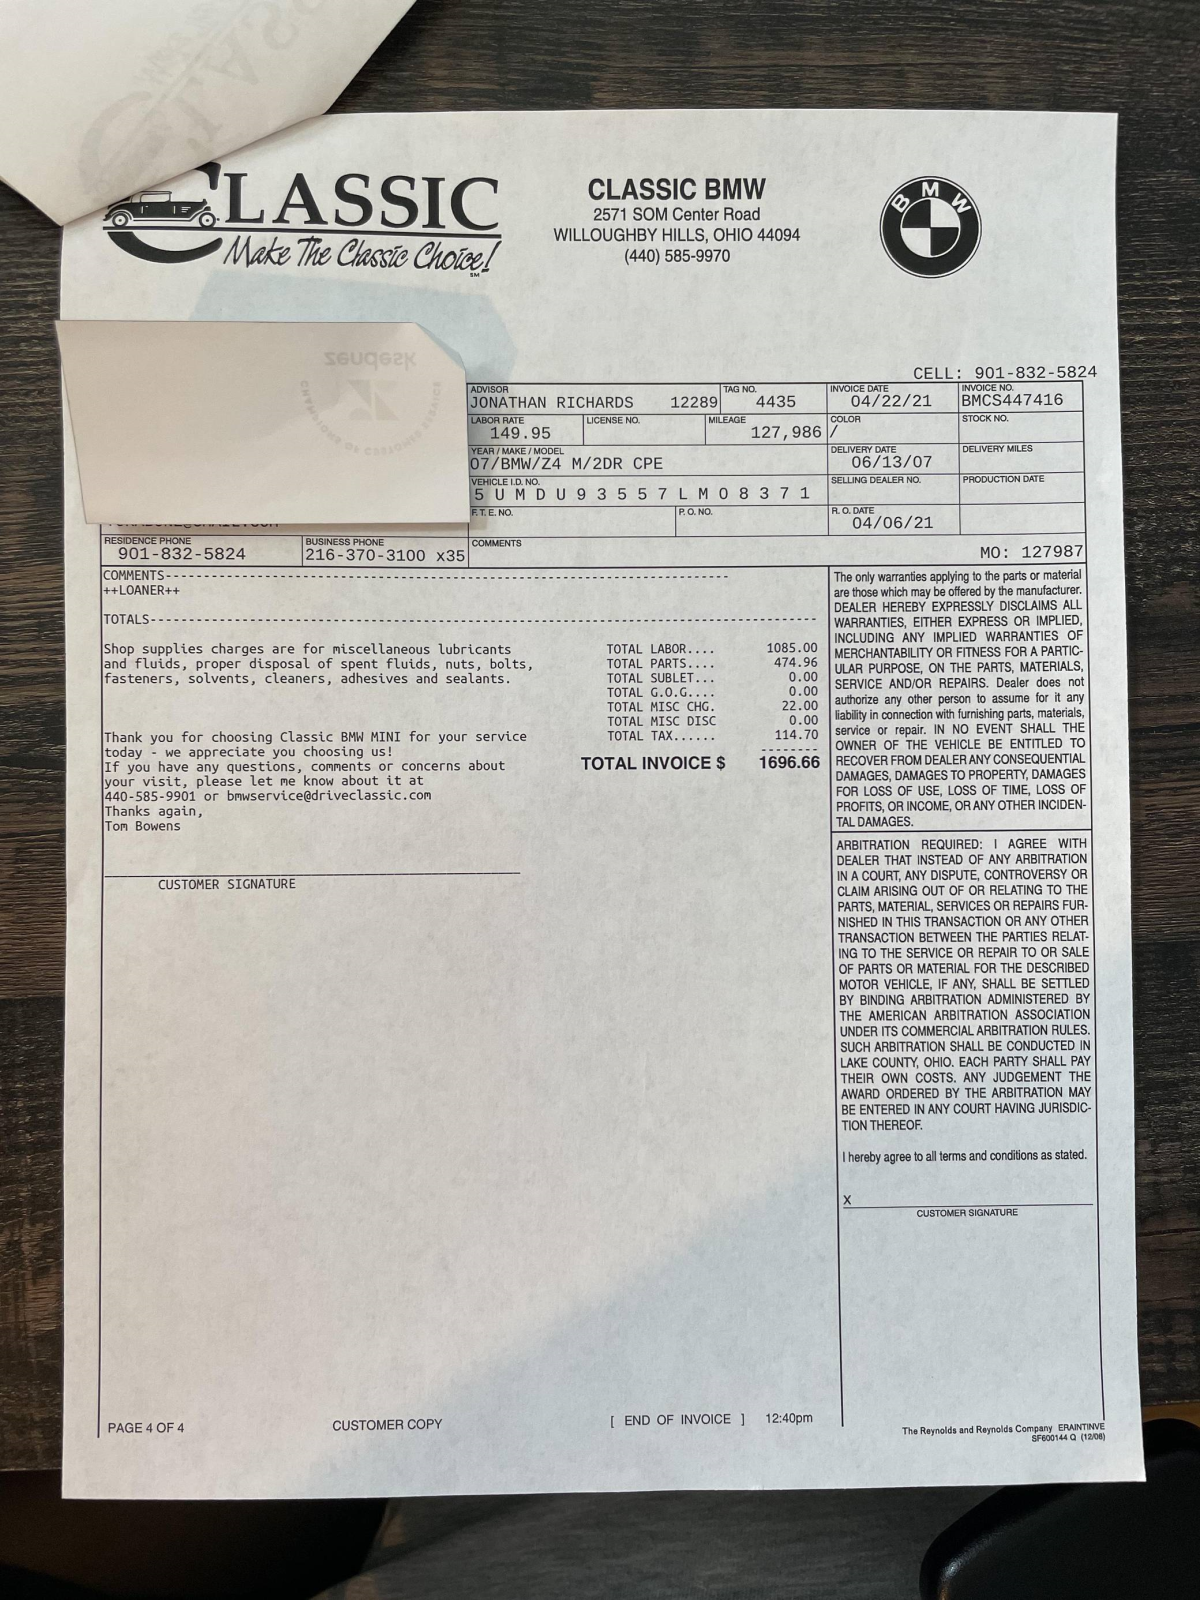 CLASSIC
Make The Classic Choice!
SM
CLASSIC BMW
2571 SOM Center Road
WILLOUGHBY HILLS, OHIO 44094
(440) 585-9970
BMW
zendesk
CHAMPIONS OF CUSTOMER SERVICE
CELL: 901-832-5824
ADVISOR
JONATHAN RICHARDS 12289
TAG NO.
4435
INVOICE DATE
04/22/21
INVOICE NO.
BMCS447416
LABOR RATE
149.95
LICENSE NO.
MILEAGE
127,986
COLOR
/
STOCK NO.
YEAR / MAKE / MODEL
07/BMW/Z4 M/2DR CPE
DELIVERY DATE
06/13/07
DELIVERY MILES
VEHICLE I.D. NO.
5 U M D U 9 3 5 5 7 L M 0 8 3 7 1
SELLING DEALER NO.
PRODUCTION DATE
F. T. E. NO.
P. O. NO.
R. O. DATE
04/06/21
RESIDENCE PHONE
901-832-5824
BUSINESS PHONE
216-370-3100 x35
COMMENTS
MO: 127987
COMMENTS------------------------------------------------------------
++LOANER++
TOTALS------------------------------------------------------------
Shop supplies charges are for miscellaneous lubricants
and fluids, proper disposal of spent fluids, nuts, bolts,
fasteners, solvents, cleaners, adhesives and sealants.
TOTAL LABOR.... 1085.00
TOTAL PARTS.... 474.96
TOTAL SUBLET... 0.00
TOTAL G.O.G.... 0.00
TOTAL MISC CHG. 22.00
TOTAL MISC DISC 0.00
TOTAL TAX...... 114.70
--------
TOTAL INVOICE $ 1696.66
Thank you for choosing Classic BMW MINI for your service
today - we appreciate you choosing us!
If you have any questions, comments or concerns about
your visit, please let me know about it at
440-585-9901 or bmwservice@driveclassic.com
Thanks again,
Tom Bowens
CUSTOMER SIGNATURE
The only warranties applying to the parts or material
are those which may be offered by the manufacturer.
DEALER HEREBY EXPRESSLY DISCLAIMS ALL
WARRANTIES, EITHER EXPRESS OR IMPLIED,
INCLUDING ANY IMPLIED WARRANTIES OF
MERCHANTABILITY OR FITNESS FOR A PARTIC-
ULAR PURPOSE, ON THE PARTS, MATERIALS,
SERVICE AND/OR REPAIRS. Dealer does not
authorize any other person to assume for it any
liability in connection with furnishing parts, materials,
service or repair. IN NO EVENT SHALL THE
OWNER OF THE VEHICLE BE ENTITLED TO
RECOVER FROM DEALER ANY CONSEQUENTIAL
DAMAGES, DAMAGES TO PROPERTY, DAMAGES
FOR LOSS OF USE, LOSS OF TIME, LOSS OF
PROFITS, OR INCOME, OR ANY OTHER INCIDEN-
TAL DAMAGES.
ARBITRATION REQUIRED: I AGREE WITH
DEALER THAT INSTEAD OF ANY ARBITRATION
IN A COURT, ANY DISPUTE, CONTROVERSY OR
CLAIM ARISING OUT OF OR RELATING TO THE
PARTS, MATERIAL, SERVICES OR REPAIRS FUR-
NISHED IN THIS TRANSACTION OR ANY OTHER
TRANSACTION BETWEEN THE PARTIES RELAT-
ING TO THE SERVICE OR REPAIR TO OR SALE
OF PARTS OR MATERIAL FOR THE DESCRIBED
MOTOR VEHICLE, IF ANY, SHALL BE SETTLED
BY BINDING ARBITRATION ADMINISTERED BY
THE AMERICAN ARBITRATION ASSOCIATION
UNDER ITS COMMERCIAL ARBITRATION RULES.
SUCH ARBITRATION SHALL BE CONDUCTED IN
LAKE COUNTY, OHIO. EACH PARTY SHALL PAY
THEIR OWN COSTS. ANY JUDGEMENT THE
AWARD ORDERED BY THE ARBITRATION MAY
BE ENTERED IN ANY COURT HAVING JURISDIC-
TION THEREOF.
I hereby agree to all terms and conditions as stated.
X
CUSTOMER SIGNATURE
PAGE 4 OF 4
CUSTOMER COPY
[ END OF INVOICE ] 12:40pm
The Reynolds and Reynolds Company ERAINTINVE
SF600144 Q (12/08)